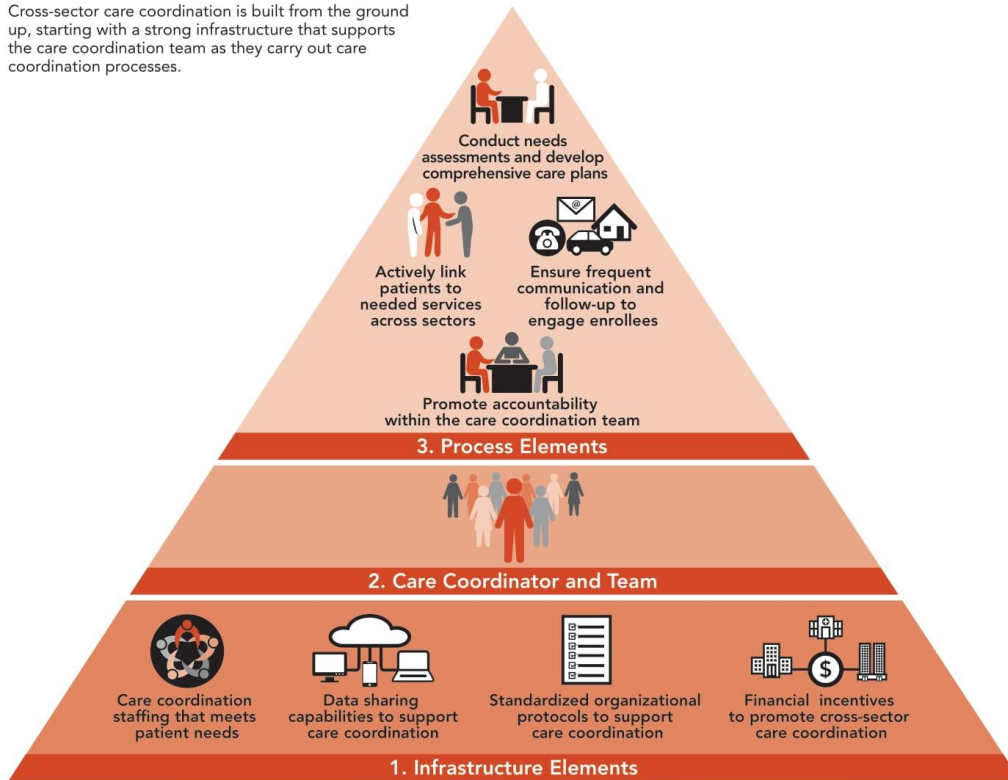 Cross-sector care coordination is built from the ground
up, starting with a strong infrastructure that supports
the care coordination team as they carry out care
coordination processes.
Conduct needs
assessments and develop
comprehensive care plans
Actively link
patients to
needed services
across sectors
@
Ensure frequent
communication and
follow-up to
engage enrollees
Promote accountability
within the care coordination team
3. Process Elements
2. Care Coordinator and Team
Care coordination
staffing that meets
patient needs
Data sharing
capabilities to support
care coordination
Standardized organizational
protocols to support
care coordination
$
Financial incentives
to promote cross-sector
care coordination
1. Infrastructure Elements